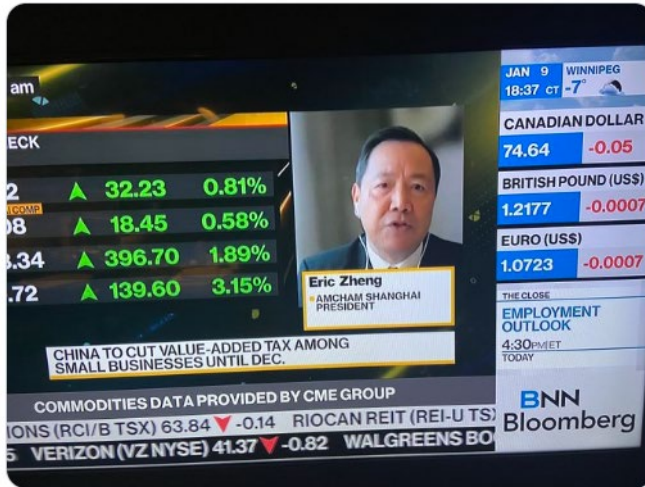 am
ECK
2 32.23 0.81%
COMP
08 18.45 0.58%
.34 396.70 1.89%
.72 139.60 3.15%
Eric Zheng
AMCHAM SHANGHAI
PRESIDENT
CHINA TO CUT VALUE-ADDED TAX AMONG
SMALL BUSINESSES UNTIL DEC.
COMMODITIES DATA PROVIDED BY CME GROUP
IONS (RCI/B TSX) 63.84 -0.14 RIOCAN REIT (REI-U TSX
5 VERIZON (VZ NYSE) 41.37 -0.82 WALGREENS BOO
JAN 9 WINNIPEG
18:37 CT -7°
CANADIAN DOLLAR
74.64 -0.05
BRITISH POUND (US$)
1.2177 -0.0007
EURO (US$)
1.0723 -0.0007
THE CLOSE
EMPLOYMENT
OUTLOOK
4:30PM|ET
TODAY
BNN
Bloomberg